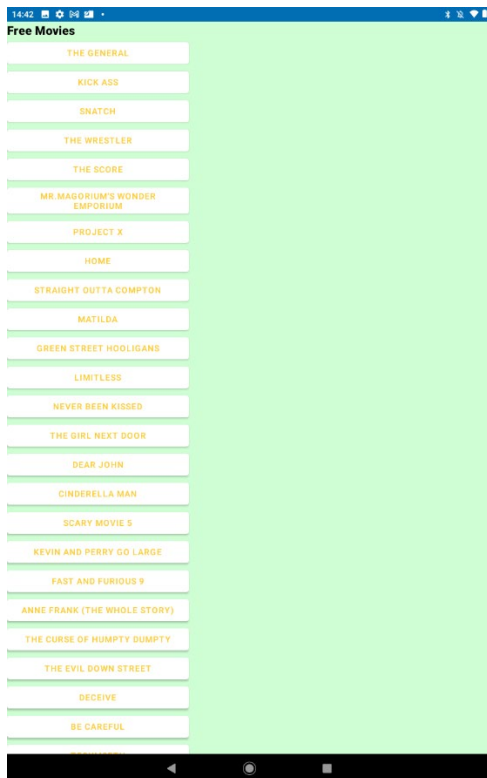 14:42
Free Movies
THE GENERAL
KICK ASS
SNATCH
THE WRESTLER
THE SCORE
MR.MAGORIUM'S WONDER
EMPORIUM
PROJECT X
HOME
STRAIGHT OUTTA COMPTON
MATILDA
GREEN STREET HOOLIGANS
LIMITLESS
NEVER BEEN KISSED
THE GIRL NEXT DOOR
DEAR JOHN
CINDERELLA MAN
SCARY MOVIE 5
KEVIN AND PERRY GO LARGE
FAST AND FURIOUS 9
ANNE FRANK (THE WHOLE STORY)
THE CURSE OF HUMPTY DUMPTY
THE EVIL DOWN STREET
DECEIVE
BE CAREFUL